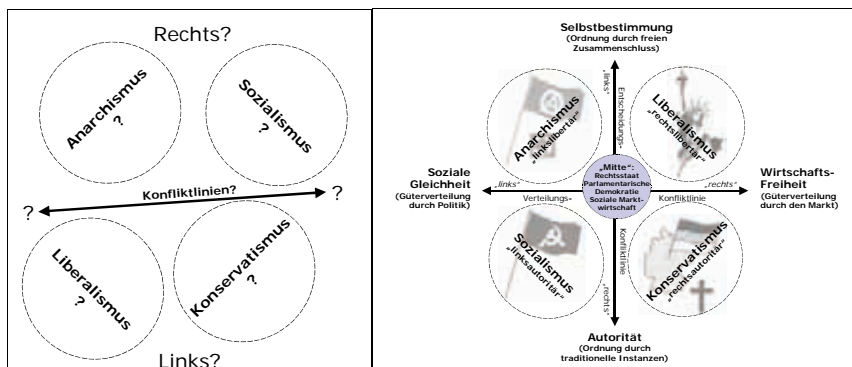 Rechts?
Anarchismus
?
Sozialismus
?
Konfliktlinien?
?
?
Liberalismus
?
Konservatismus
?
Links?
Selbstbestimmung
(Ordnung durch freien
Zusammenschluss)
„links“
Entscheidungs-
Anarchismus
„linkslibertär“
Liberalismus
„rechtslibertär“
Soziale
Gleichheit
(Güterverteilung
durch Politik)
„links“
Verteilungs-
„Mitte“:
Rechtsstaat
Parlamentarische-
Demokratie
Soziale Markt-
wirtschaft
„rechts“
Konfliktlinie
Wirtschafts-
Freiheit
(Güterverteilung
durch den Markt)
Sozialismus
„linksautoritär“
Konfliktlinie
„rechts“
Konservatismus
„rechtsautoritär“
Autorität
(Ordnung durch
traditionelle Instanzen)